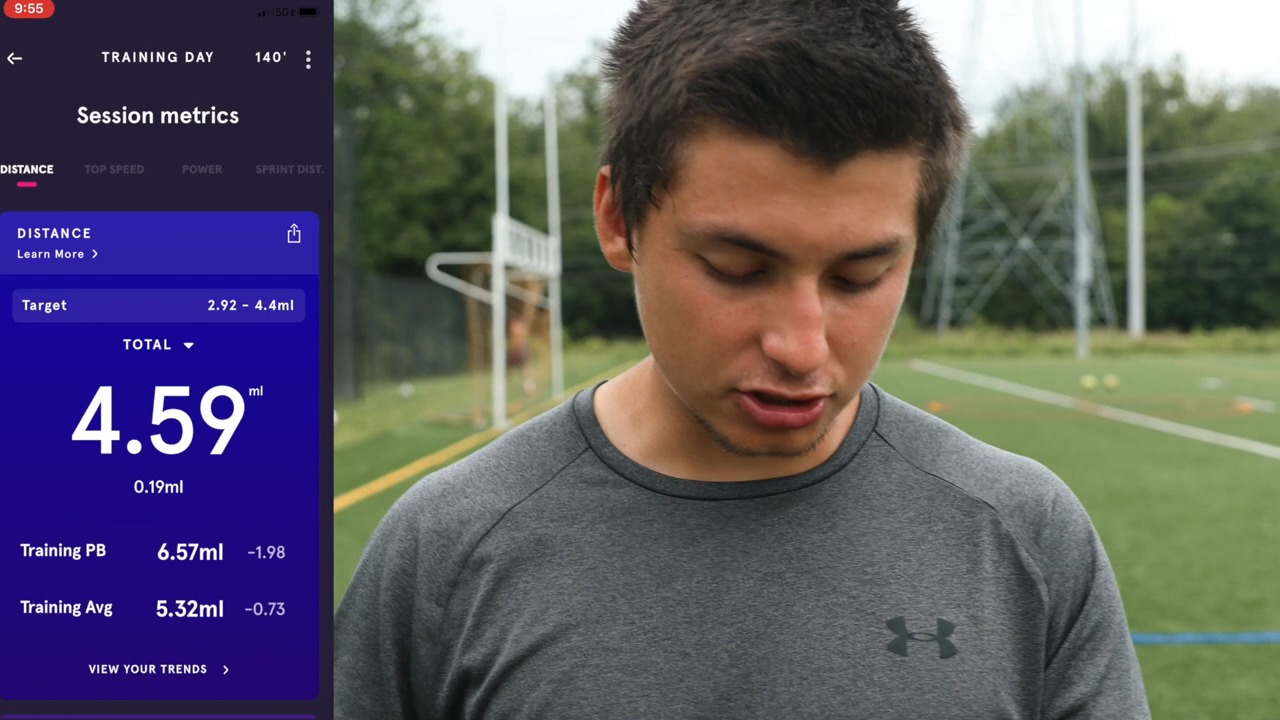 9:55
5G
TRAINING DAY 140'
Session metrics
DISTANCE TOP SPEED POWER SPRINT DIST.
DISTANCE
Learn More >
Target 2.92 - 4.4ml
TOTAL
4.59 ml
0.19ml
Training PB 6.57ml -1.98
Training Avg 5.32ml -0.73
VIEW YOUR TRENDS >